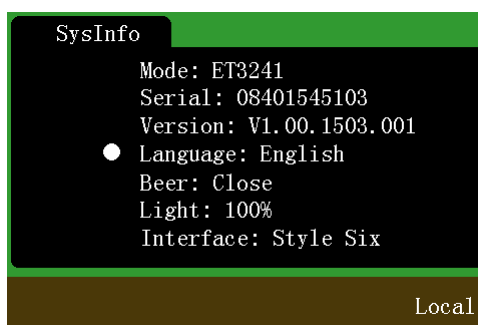 SysInfo
Mode: ET3241
Serial: 08401545103
Version: V1.00.1503.001
Language: English
Beer: Close
Light: 100%
Interface: Style Six
Local